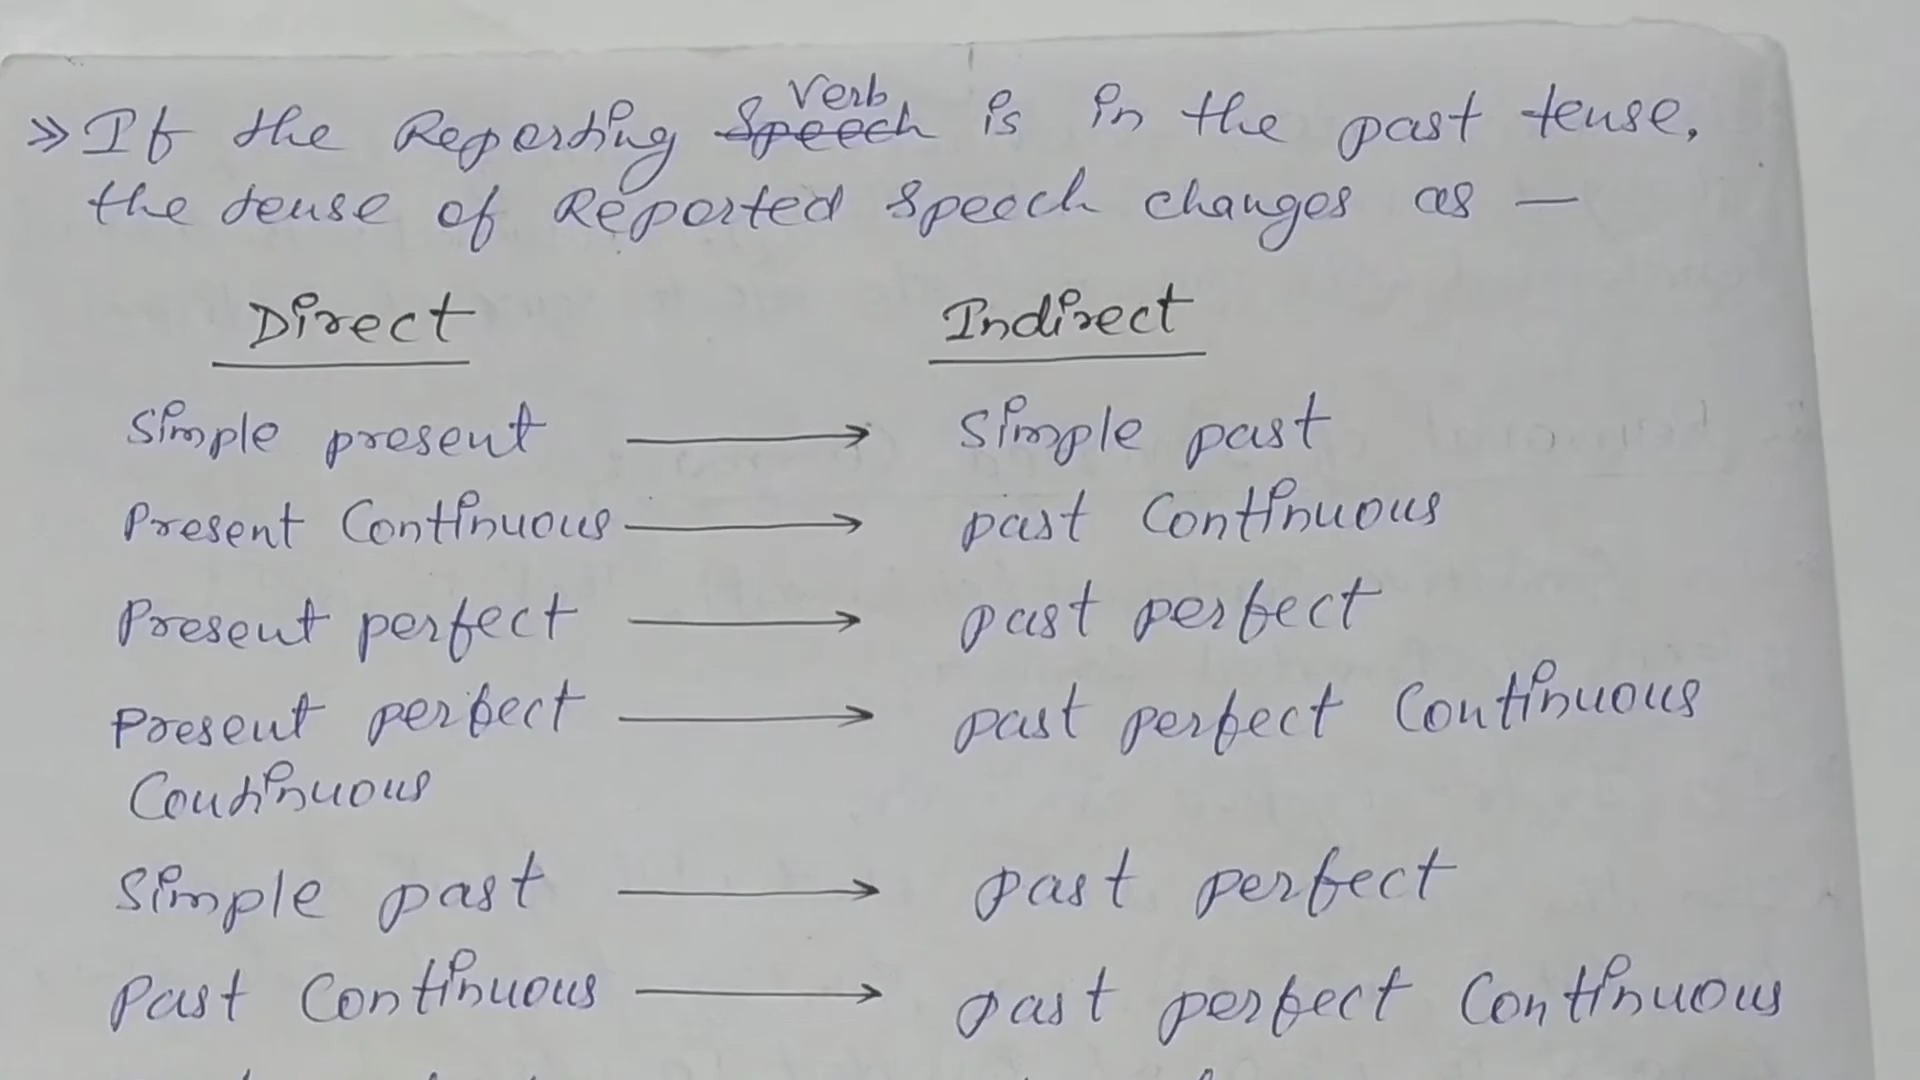 » If the Reporting Speech Verb is in the past tense,
the tense of Reported Speech changes as —
Direct Indirect
Simple present → Simple past
Present Continuous → past Continuous
Present perfect → past perfect
Present perfect → past perfect Continuous
Continuous
Simple past → past perfect
Past Continuous → past perfect Continuous